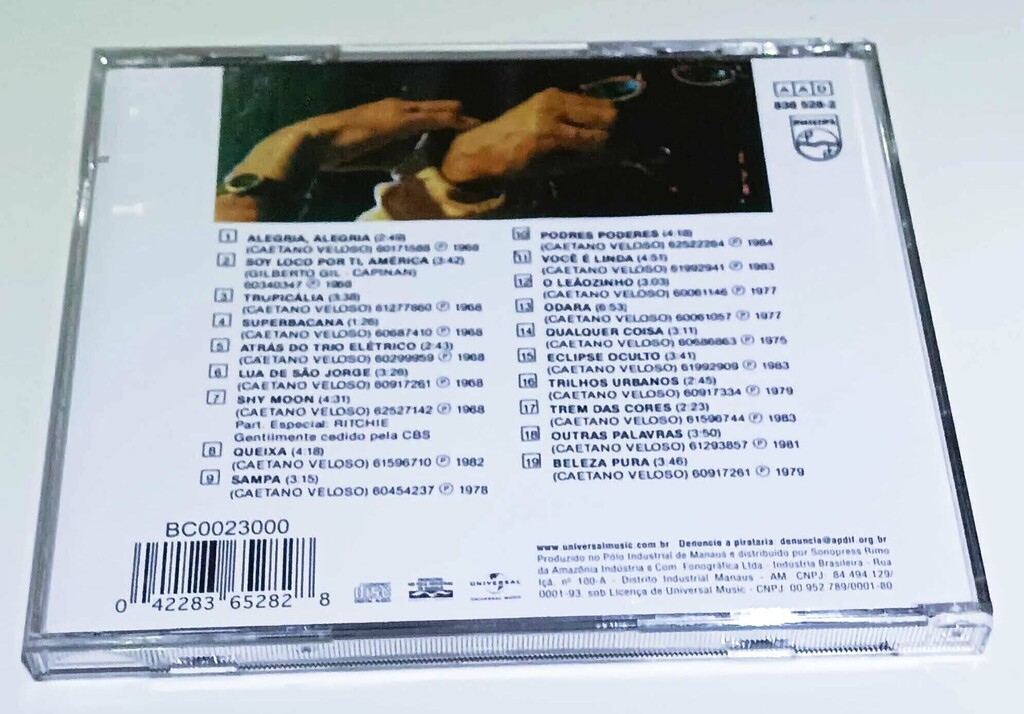 AAD
836 528-2
PHILIPS
1 ALEGRIA, ALEGRIA (2:49)
(CAETANO VELOSO) 60171588 ℗ 1968
2 SOY LOCO POR TI, AMÉRICA (3:42)
(GILBERTO GIL - CAPINAN)
60340347 ℗ 1968
3 TRUPICÁLIA (3:38)
(CAETANO VELOSO) 61277860 ℗ 1968
4 SUPERBACANA (1:26)
(CAETANO VELOSO) 60687410 ℗ 1968
5 ATRÁS DO TRIO ELÉTRICO (2:43)
(CAETANO VELOSO) 60299959 ℗ 1968
6 LUA DE SÃO JORGE (3:26)
(CAETANO VELOSO) 60917261 ℗ 1968
7 SHY MOON (4:31)
(CAETANO VELOSO) 62527142 ℗ 1968
Part. Especial: RITCHIE
Gentilmente cedido pela CBS
8 QUEIXA (4:18)
(CAETANO VELOSO) 61596710 ℗ 1982
9 SAMPA (3:15)
(CAETANO VELOSO) 60454237 ℗ 1978
10 PODRES PODERES (4:18)
(CAETANO VELOSO) 62522264 ℗ 1984
11 VOCÊ É LINDA (4:51)
(CAETANO VELOSO) 61992941 ℗ 1983
12 O LEÃOZINHO (3:03)
(CAETANO VELOSO) 60061146 ℗ 1977
13 ODARA (6:53)
(CAETANO VELOSO) 60061057 ℗ 1977
14 QUALQUER COISA (3:11)
(CAETANO VELOSO) 60686863 ℗ 1975
15 ECLIPSE OCULTO (3:41)
(CAETANO VELOSO) 61992909 ℗ 1983
16 TRILHOS URBANOS (2:45)
(CAETANO VELOSO) 60917334 ℗ 1979
17 TREM DAS CORES (2:23)
(CAETANO VELOSO) 61596744 ℗ 1983
18 OUTRAS PALAVRAS (3:50)
(CAETANO VELOSO) 61293857 ℗ 1981
19 BELEZA PURA (3:46)
(CAETANO VELOSO) 60917261 ℗ 1979
BC0023000
0 42283 65282 8
UNIVERSAL
www.universalmusic.com.br Denuncie a pirataria denuncia@apdif.org.br
Produzido no Pólo Industrial de Manaus e distribuído por Sonopress Rimo
da Amazônia Indústria e Com. Fonográfica Ltda - Indústria Brasileira - Rua
Içá, nº 100-A - Distrito Industrial Manaus - AM CNPJ 84.494.129/
0001-93, sob Licença de Universal Music - CNPJ 00.952.789/0001-80